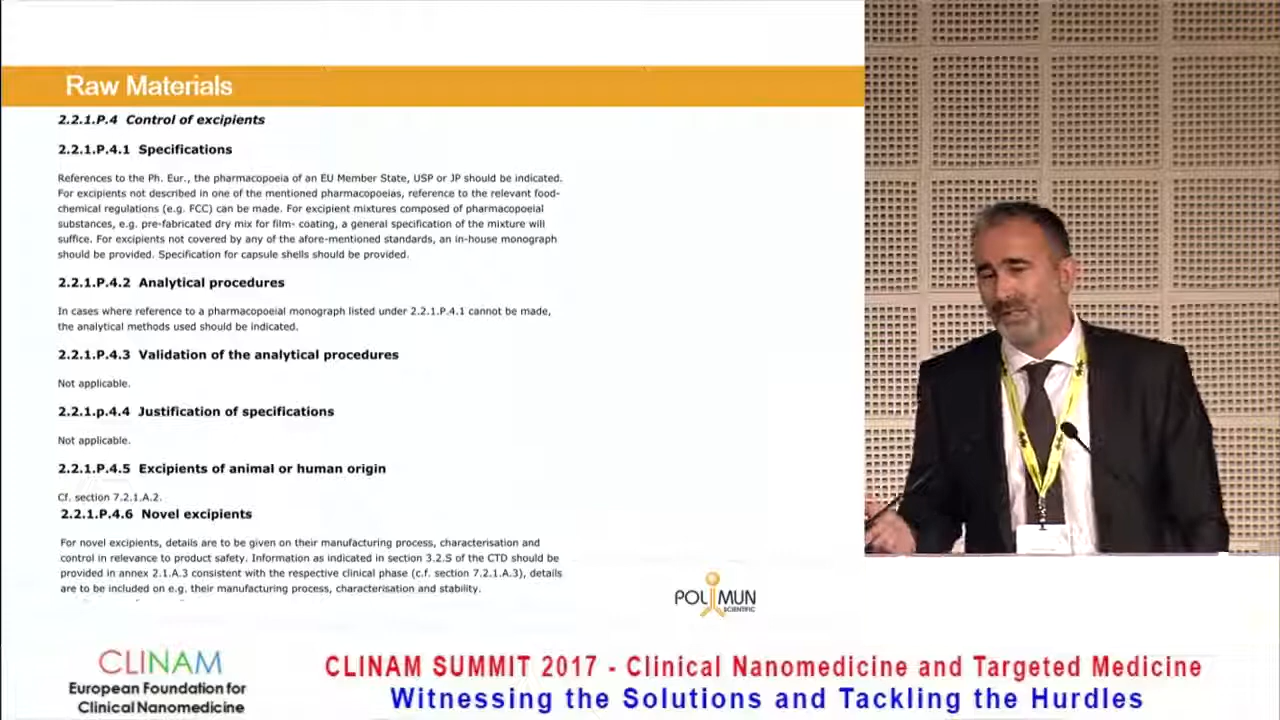 Raw Materials
2.2.1.P.4 Control of excipients
2.2.1.P.4.1 Specifications
References to the Ph. Eur., the pharmacopoeia of an EU Member State, USP or JP should be indicated.
For excipients not described in one of the mentioned pharmacopoeias, reference to the relevant food-
chemical regulations (e.g. FCC) can be made. For excipient mixtures composed of pharmacopoeial
substances, e.g. pre-fabricated dry mix for film- coating, a general specification of the mixture will
suffice. For excipients not covered by any of the afore-mentioned standards, an in-house monograph
should be provided. Specification for capsule shells should be provided.
2.2.1.P.4.2 Analytical procedures
In cases where reference to a pharmacopoeial monograph listed under 2.2.1.P.4.1 cannot be made,
the analytical methods used should be indicated.
2.2.1.P.4.3 Validation of the analytical procedures
Not applicable.
2.2.1.p.4.4 Justification of specifications
Not applicable.
2.2.1.P.4.5 Excipients of animal or human origin
Cf. section 7.2.1.A.2.
2.2.1.P.4.6 Novel excipients
For novel excipients, details are to be given on their manufacturing process, characterisation and
control in relevance to product safety. Information as indicated in section 3.2.S of the CTD should be
provided in annex 2.1.A.3 consistent with the respective clinical phase (c.f. section 7.2.1.A.3), details
are to be included on e.g. their manufacturing process, characterisation and stability.
POLYMUN
SCIENTIFIC
CLINAM
European Foundation for
Clinical Nanomedicine
CLINAM SUMMIT 2017 - Clinical Nanomedicine and Targeted Medicine
Witnessing the Solutions and Tackling the Hurdles